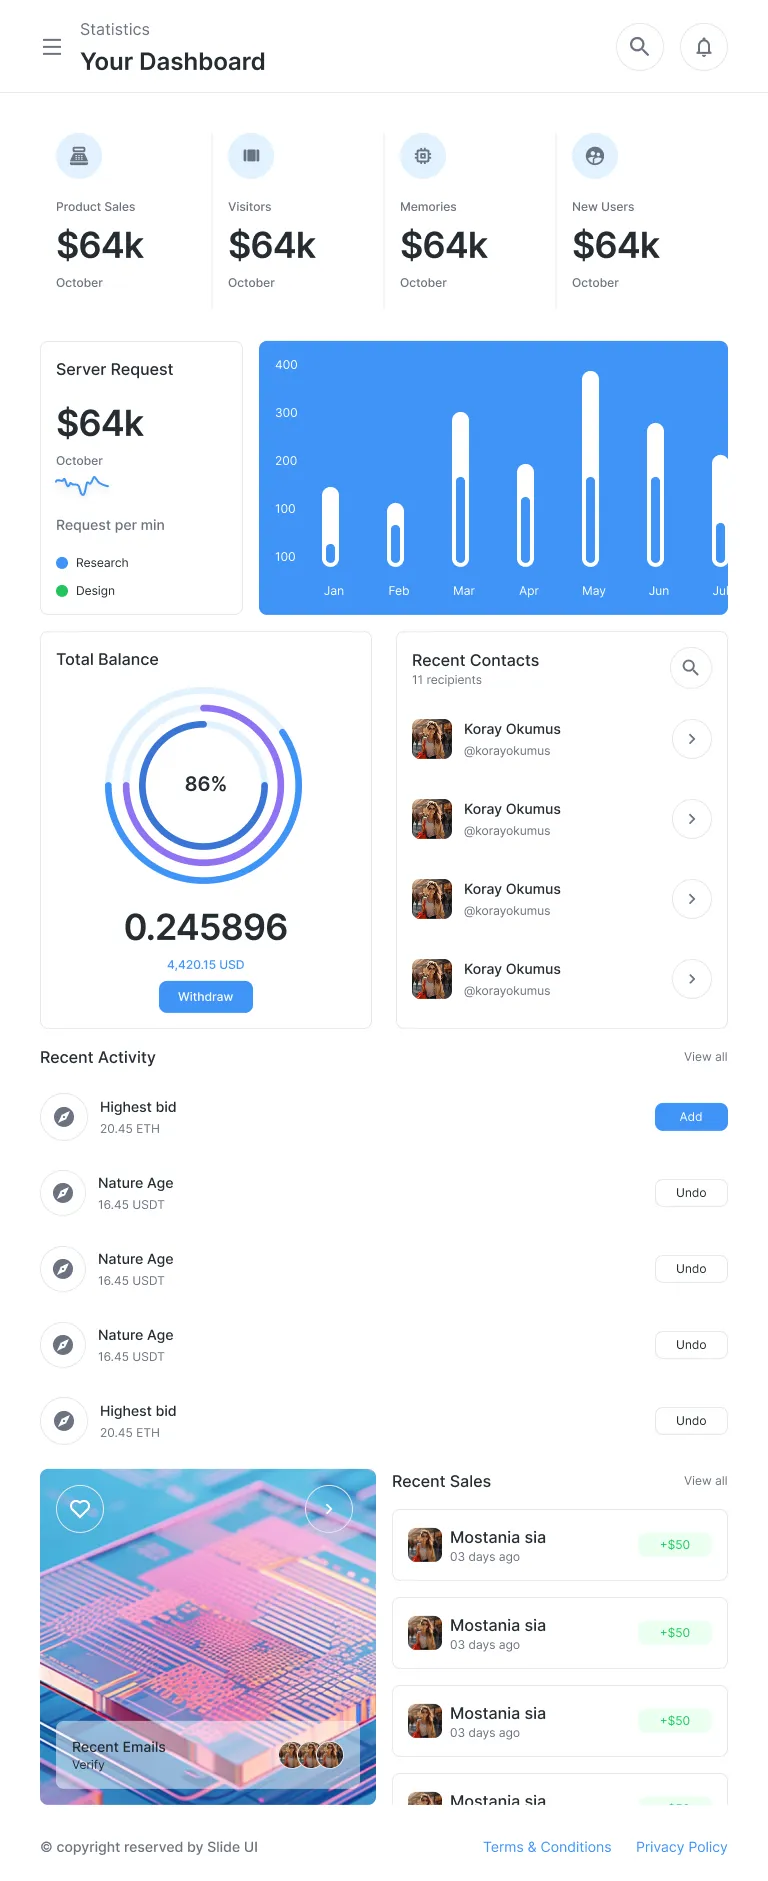 Statistics
Your Dashboard
Product Sales
$64k
October
Visitors
$64k
October
Memories
$64k
October
New Users
$64k
October
Server Request
$64k
October
Request per min
Research
Design
400
300
200
100
100
Jan
Feb
Mar
Apr
May
Jun
Jul
Total Balance
86%
0.245896
4,420.15 USD
Withdraw
Recent Contacts
11 recipients
Koray Okumus
@korayokumus
Koray Okumus
@korayokumus
Koray Okumus
@korayokumus
Koray Okumus
@korayokumus
Recent Activity
View all
Highest bid
20.45 ETH
Add
Nature Age
16.45 USDT
Undo
Nature Age
16.45 USDT
Undo
Nature Age
16.45 USDT
Undo
Highest bid
20.45 ETH
Undo
Recent Emails
Verify
Recent Sales
View all
Mostania sia
03 days ago
+$50
Mostania sia
03 days ago
+$50
Mostania sia
03 days ago
+$50
Mostania sia
© copyright reserved by Slide UI
Terms & Conditions
Privacy Policy